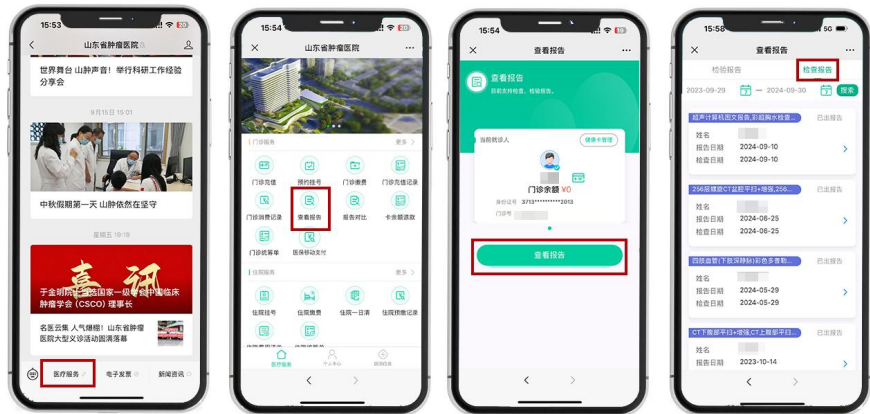 15:53
20
山东省肿瘤医院
世界舞台 山肿声音！举行科研工作经验
分享会
9月15日 15:01
中秋假期第一天 山肿依然在坚守
星期五 19:19
喜讯
于金明院士当选国家一级学会中国临床
肿瘤学会 (CSCO) 理事长
名医云集 人气爆棚！山东省肿瘤
医院大型义诊活动圆满落幕
医疗服务
电子发票
新闻资讯
15:54
20
山东省肿瘤医院
门诊服务
更多
门诊充值
预约挂号
门诊缴费
门诊充值记录
门诊消费记录
查看报告
报告对比
卡余额退款
门诊统筹单
医保移动支付
住院服务
更多
住院挂号
住院缴费
住院一日清
住院预缴记录
医疗服务
个人中心
15:54
19
查看报告
查看报告
目前支持检查、检验报告。
当前就诊人
健康卡管理
门诊余额 ¥0
身份证号 3713**********2013
门诊号
查看报告
15:58
5G
查看报告
检验报告
检查报告
2023-09-29
— 2024-09-30
搜索
超声计算机图文报告,彩超胸水检查...
已出报告
姓名
报告日期 2024-09-10
检查日期 2024-09-10
256层螺旋CT盆腔平扫+增强,256...
已出报告
姓名
报告日期 2024-06-25
检查日期 2024-06-25
四肢血管(下肢深静脉)彩色多普勒...
已出报告
姓名
报告日期 2024-05-29
检查日期 2024-05-29
CT下腹部平扫+增强,CT上腹部平扫...
已出报告
姓名
报告日期 2023-10-14